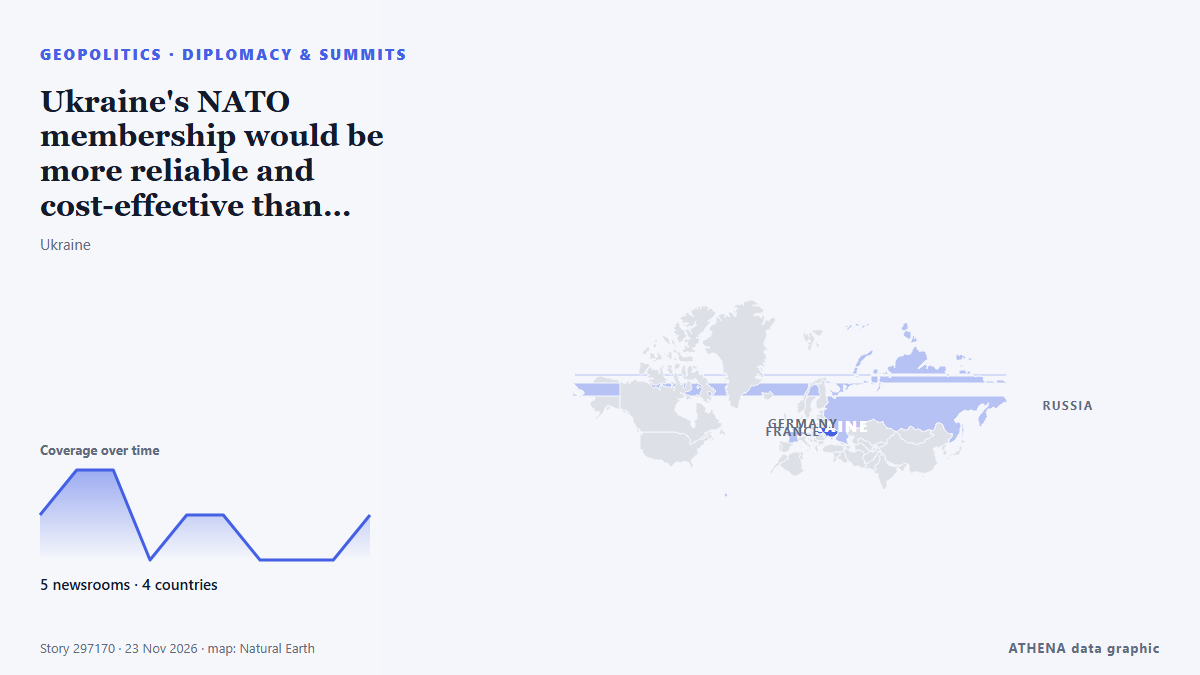 GEOPOLITICS · DIPLOMACY & SUMMITS
Ukraine's NATO
membership would be
more reliable and
cost-effective than...
Ukraine
RUSSIA
GERMANY
FRANCE
Coverage over time
5 newsrooms · 4 countries
Story 297170 · 23 Nov 2026 · map: Natural Earth
ATHENA data graphic